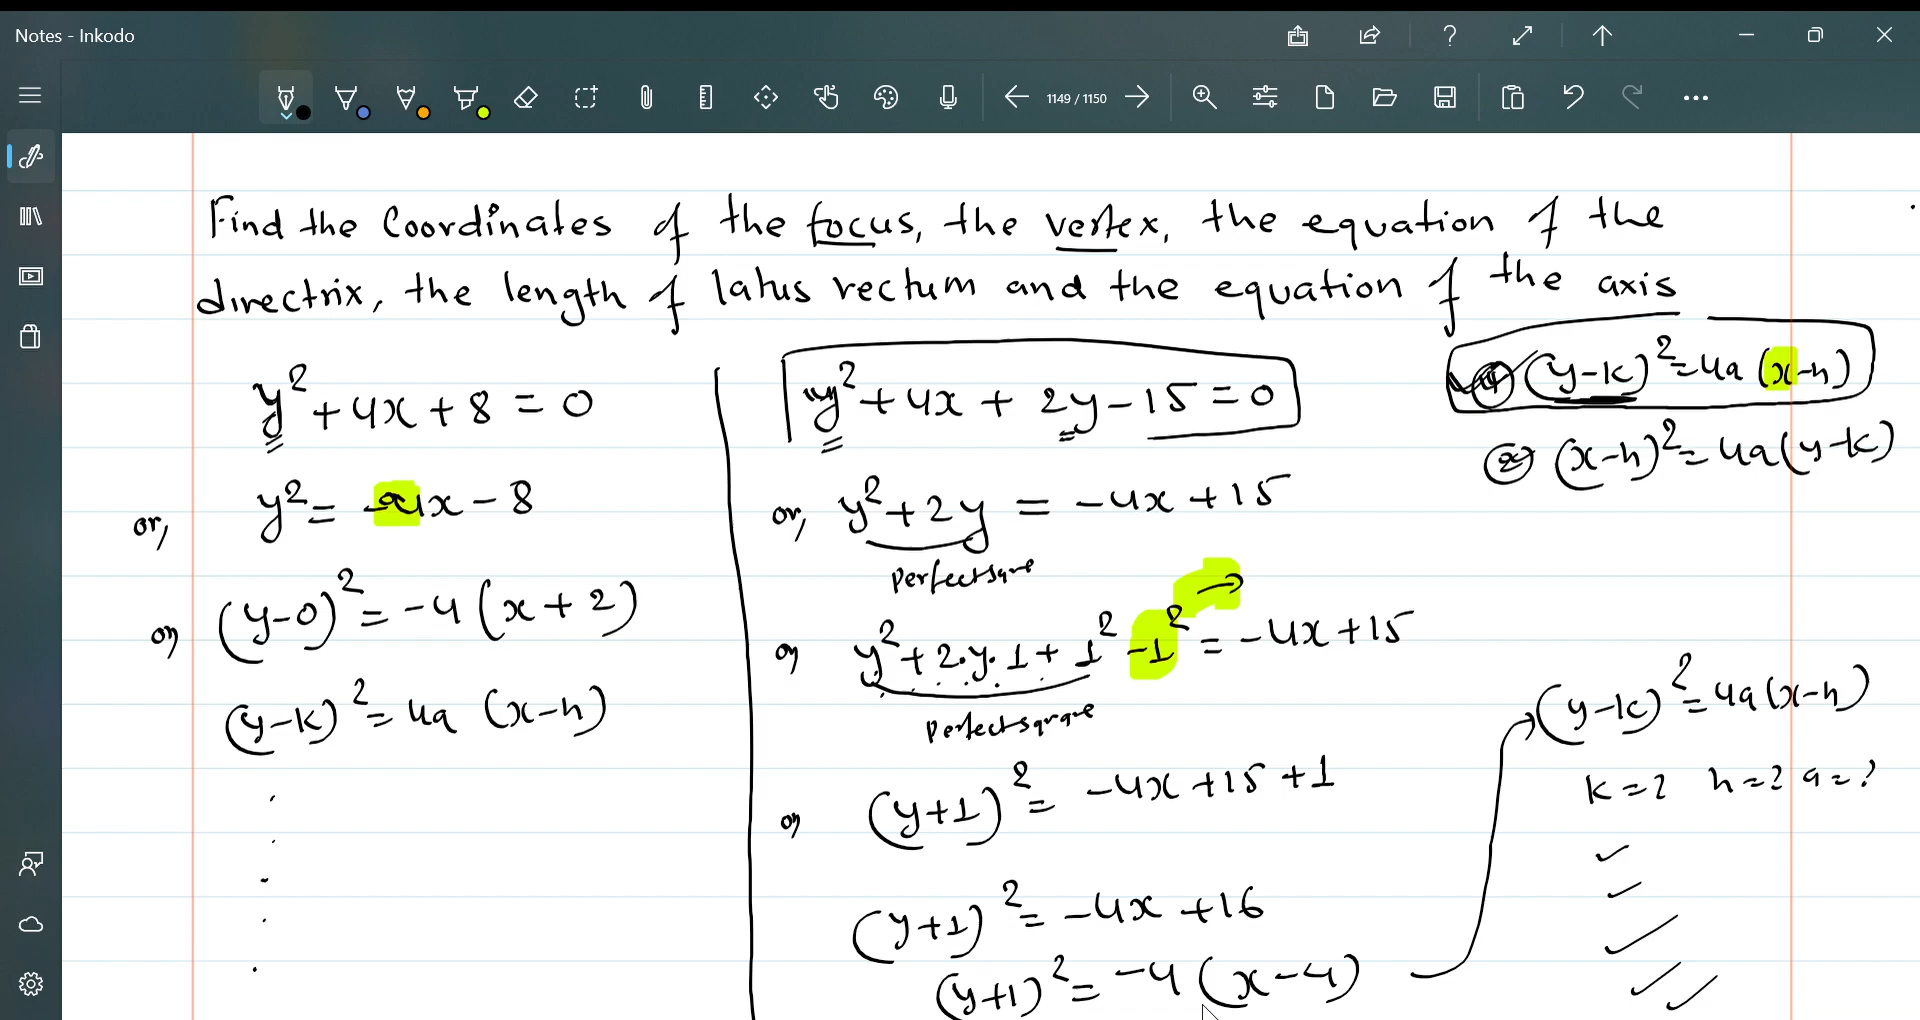 Notes - Inkodo
1149 / 1150
Find the Coordinates of the focus, the vertex, the equation of the
directrix, the length of latus rectum and the equation of the axis
y² + 4x + 8 = 0
or, y² = -4x - 8
or (y-0)² = -4 (x + 2)
(y-k)² = 4a (x-h)
y² + 4x + 2y - 15 = 0
or, y² + 2y = -4x + 15
Perfect square
or y² + 2.y.1 + 1² - 1² = -4x + 15
Perfect square
or (y+1)² = -4x + 15 + 1
(y+1)² = -4x + 16
(y+1)² = -4 (x-4)
(y-k)² = 4a (x-h)
② (x-h)² = 4a (y-k)
(y-k)² = 4a (x-h)
k = ? h = ? a = ?